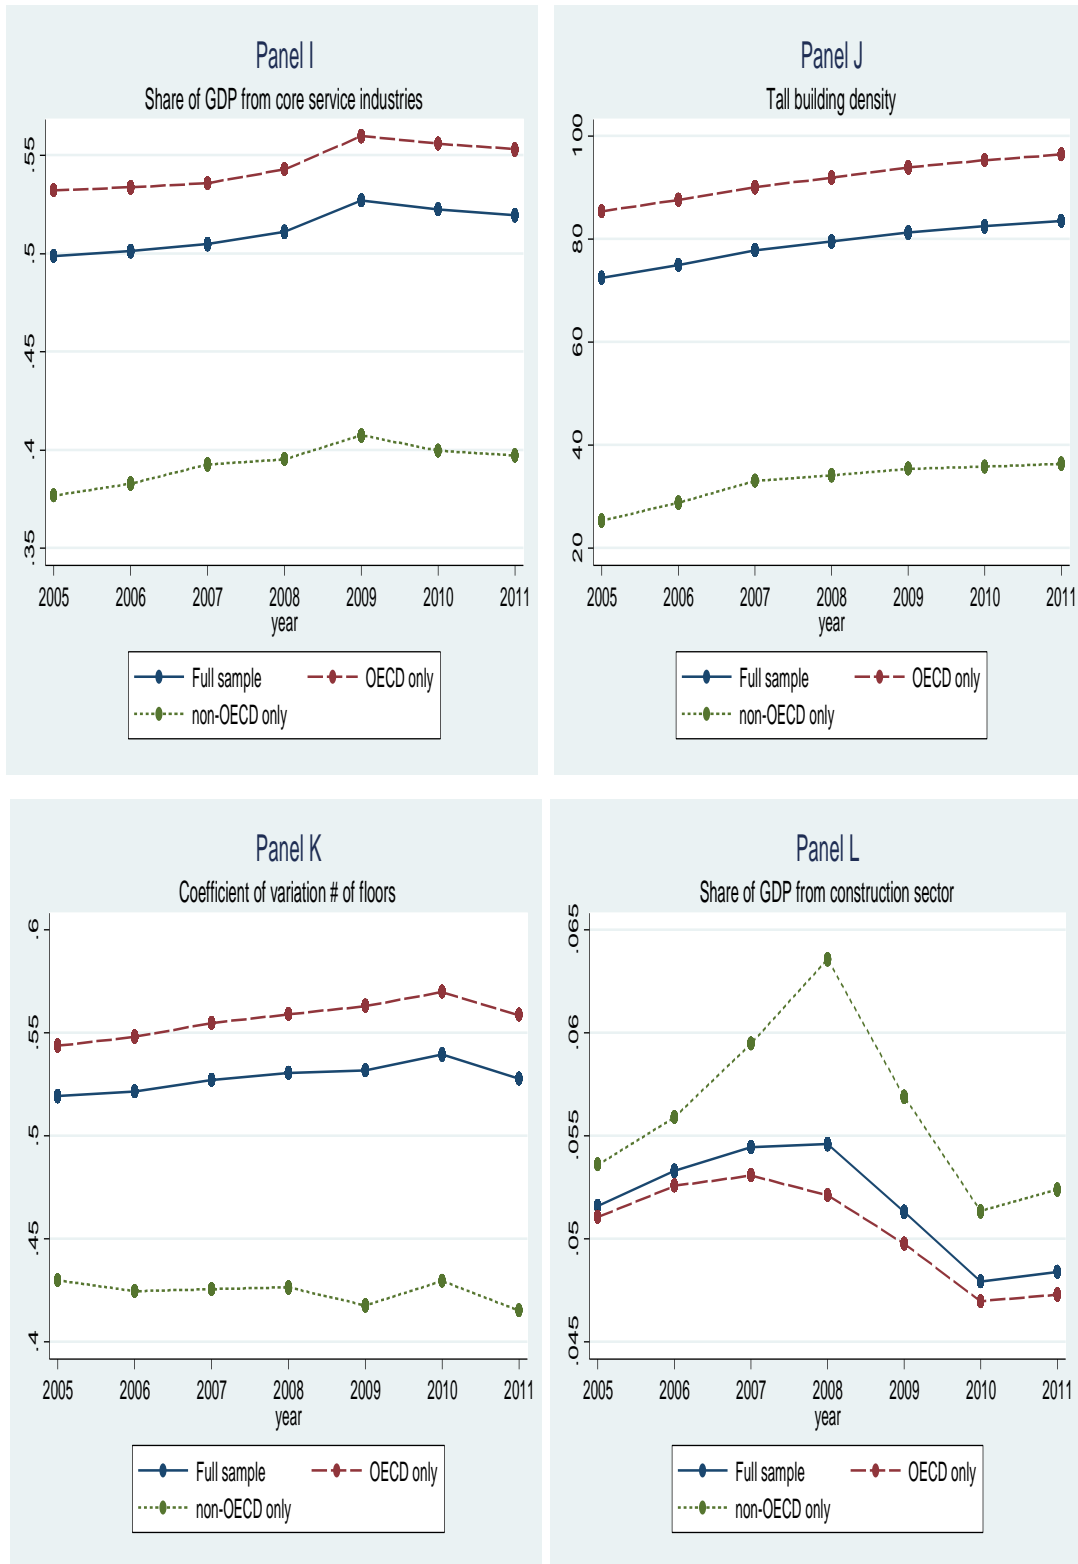 Panel I
Share of GDP from core service industries
.55
.5
.45
.4
.35
2005 2006 2007 2008 2009 2010 2011
year
Full sample OECD only
non-OECD only
Panel J
Tall building density
100
80
60
40
20
2005 2006 2007 2008 2009 2010 2011
year
Full sample OECD only
non-OECD only
Panel K
Coefficient of variation # of floors
.6
.55
.5
.45
.4
2005 2006 2007 2008 2009 2010 2011
year
Full sample OECD only
non-OECD only
Panel L
Share of GDP from construction sector
.065
.06
.055
.05
.045
2005 2006 2007 2008 2009 2010 2011
year
Full sample OECD only
non-OECD only